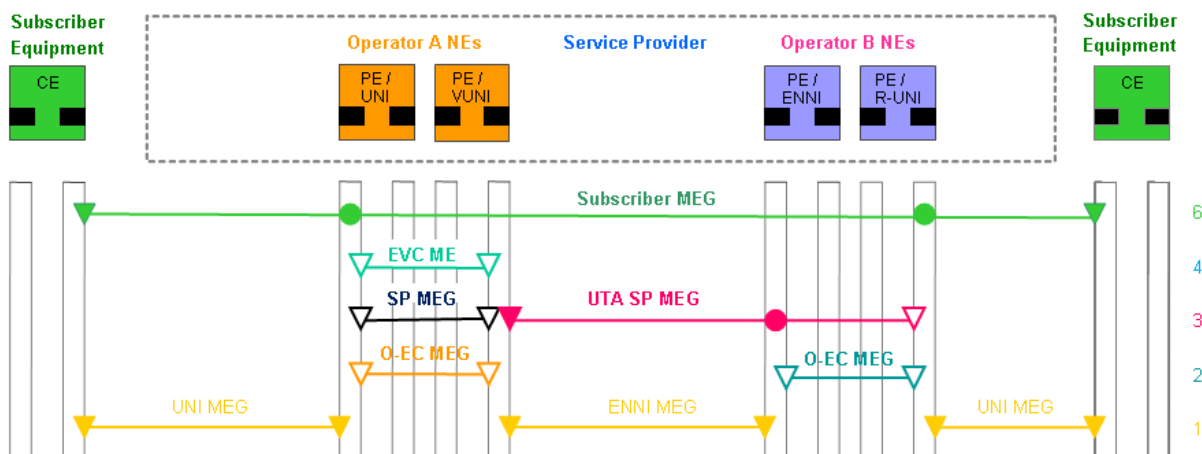 Subscriber
Equipment
Operator A NEs
Service Provider
Operator B NEs
Subscriber
Equipment
CE
PE /
UNI
PE /
VUNI
PE /
ENNI
PE /
R-UNI
CE
Subscriber MEG
6
EVC ME
4
SP MEG
UTA SP MEG
3
O-EC MEG
O-EC MEG
2
UNI MEG
ENNI MEG
UNI MEG
1